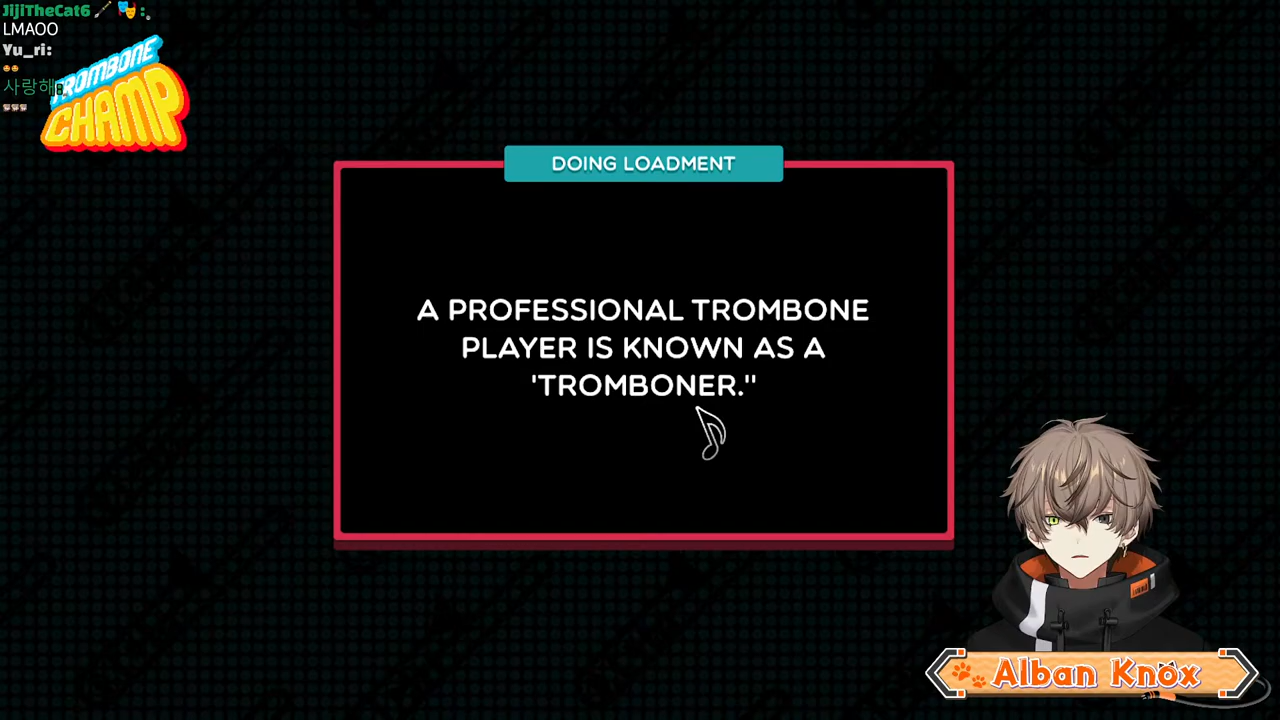 JijiTheCat6
LMAOO
Yu_ri:
사랑해
TROMBONE
CHAMP
DOING LOADMENT
A PROFESSIONAL TROMBONE
PLAYER IS KNOWN AS A
'TROMBONER."
Alban Knox